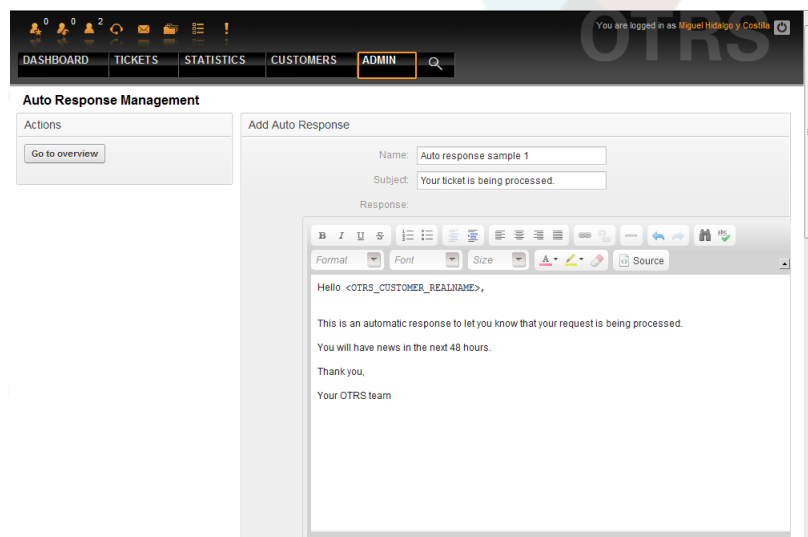 0 0 2
You are logged in as Miguel Hidalgo y Costilla
OTRS
DASHBOARD TICKETS STATISTICS CUSTOMERS ADMIN
Auto Response Management
Actions
Go to overview
Add Auto Response
Name: Auto response sample 1
Subject: Your ticket is being processed.
Response:
B I U S abc
Format Font Size A Source
Hello <OTRS_CUSTOMER_REALNAME>,
This is an automatic response to let you know that your request is being processed.
You will have news in the next 48 hours.
Thank you,
Your OTRS team